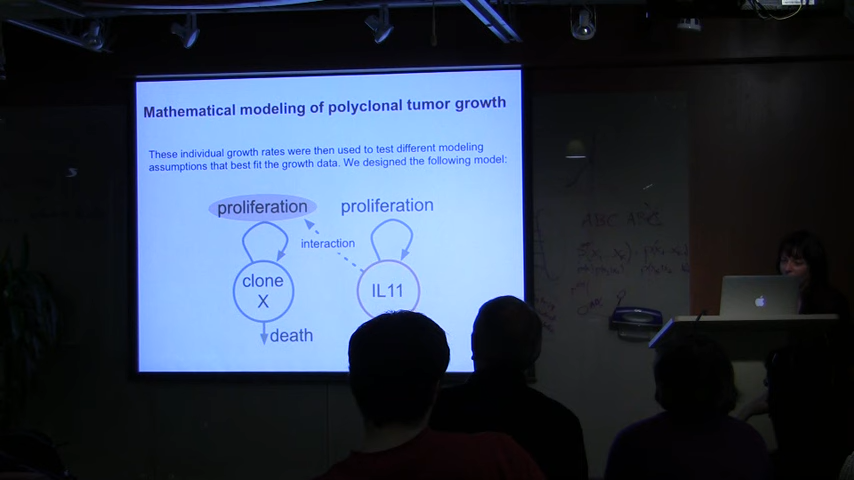 Mathematical modeling of polyclonal tumor growth
These individual growth rates were then used to test different modeling
assumptions that best fit the growth data. We designed the following model:
proliferation
proliferation
interaction
clone
X
IL11
death
ABC